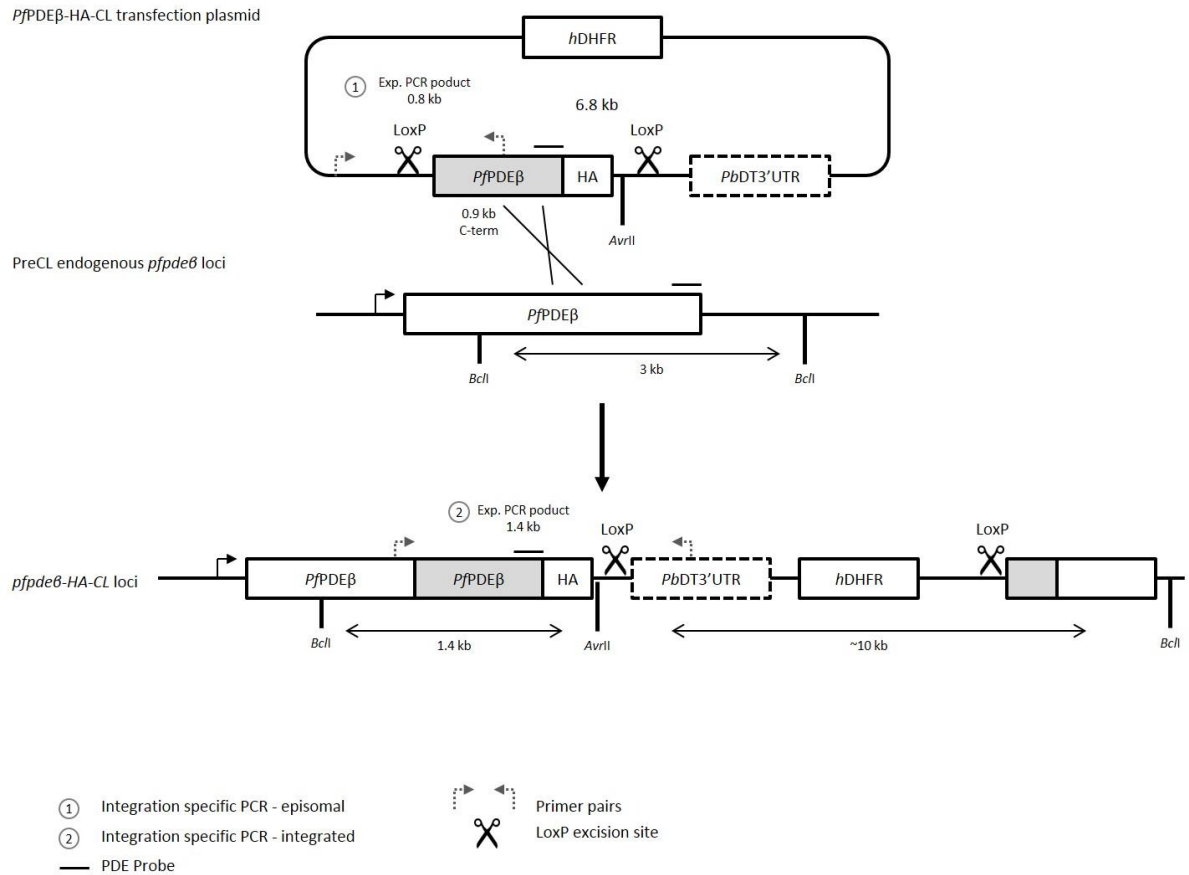 PfPDEβ-HA-CL transfection plasmid
hDHFR
1
Exp. PCR poduct
0.8 kb
6.8 kb
LoxP
LoxP
PfPDEβ
HA
PbDT3'UTR
0.9 kb
C-term
AvrII
PreCL endogenous pfpdeβ loci
PfPDEβ
BclI
3 kb
BclI
2
Exp. PCR poduct
1.4 kb
LoxP
LoxP
pfpdeβ-HA-CL loci
PfPDEβ
PfPDEβ
HA
PbDT3'UTR
hDHFR
BclI
1.4 kb
AvrII
~10 kb
BclI
1 Integration specific PCR - episomal
2 Integration specific PCR - integrated
PDE Probe
Primer pairs
LoxP excision site